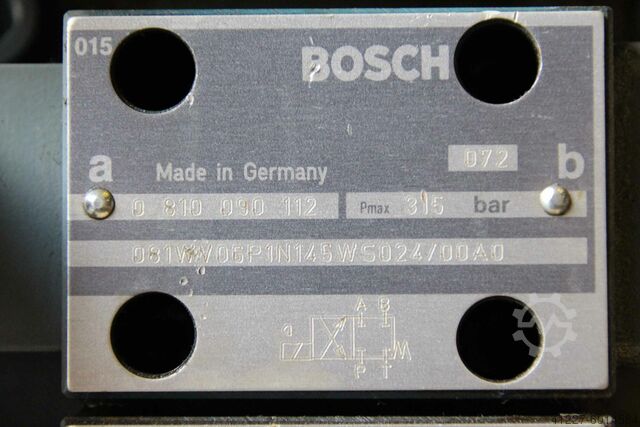 015
BOSCH
072
a b
Made in Germany
0 810 090 112 Pmax 315 bar
081WV06P1N145WS024/00A0
a A B
P T